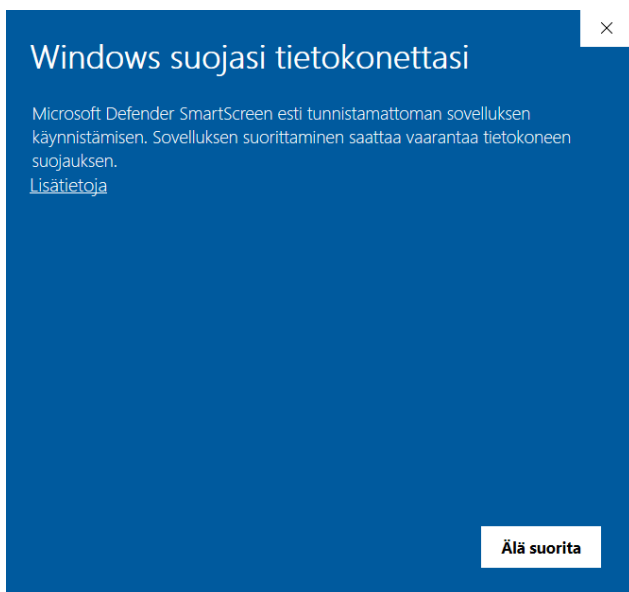 Windows suojasi tietokonettasi
Microsoft Defender SmartScreen esti tunnistamattoman sovelluksen
käynnistämisen. Sovelluksen suorittaminen saattaa vaarantaa tietokoneen
suojauksen.
Lisätietoja
Älä suorita